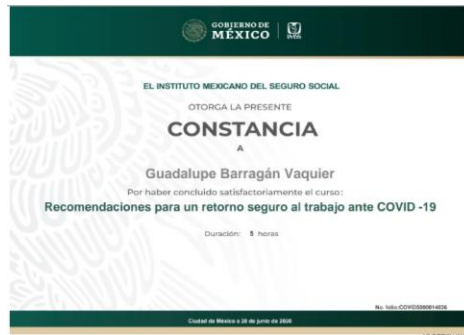 GOBIERNO DE
MÉXICO
IMSS
EL INSTITUTO MEXICANO DEL SEGURO SOCIAL
OTORGA LA PRESENTE
CONSTANCIA
A
Guadalupe Barragán Vaquier
Por haber concluido satisfactoriamente el curso:
Recomendaciones para un retorno seguro al trabajo ante COVID -19
Duración: 5 horas
Ciudad de México a 28 de junio de 2020